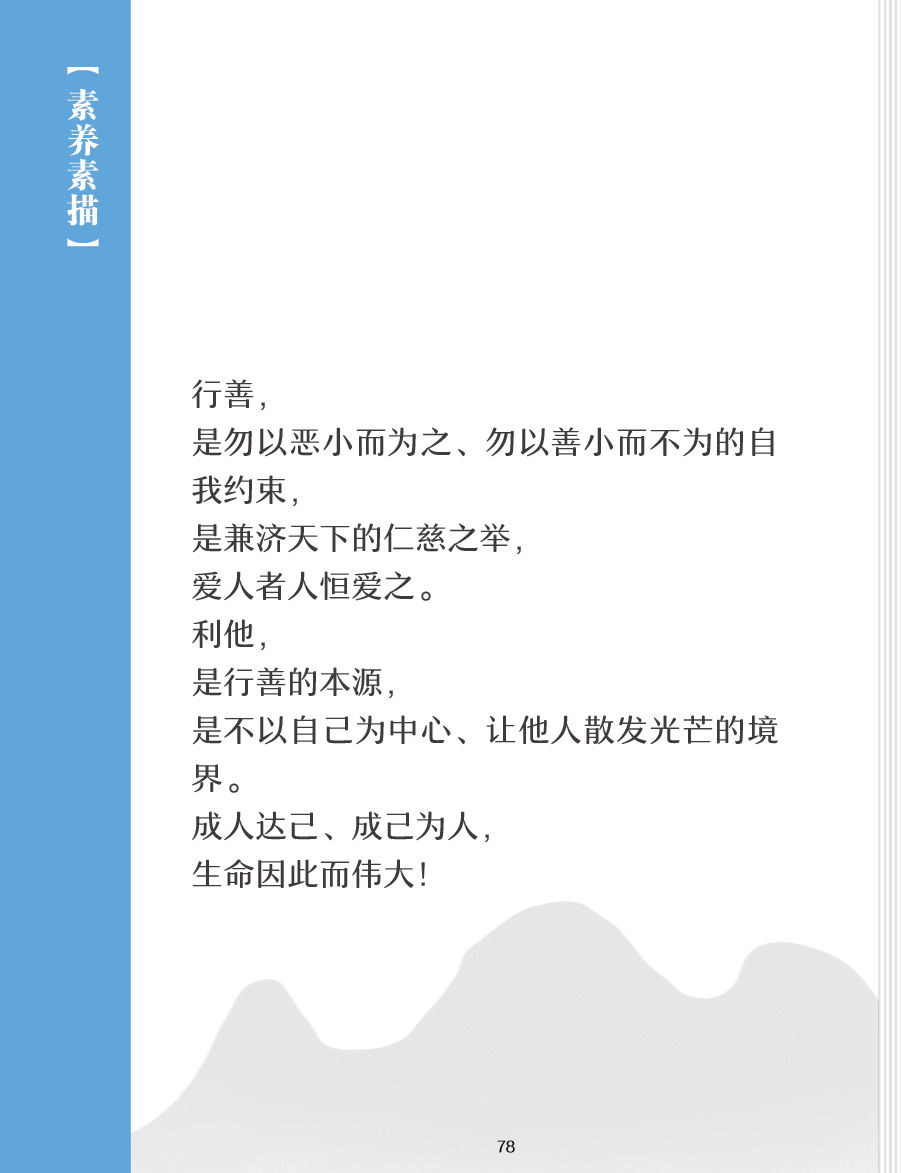 【素养素描】
行善，
是勿以恶小而为之、勿以善小而不为的自
我约束，
是兼济天下的仁慈之举，
爱人者人恒爱之。
利他，
是行善的本源，
是不以自己为中心、让他人散发光芒的境
界。
成人达己、成己为人，
生命因此而伟大！
78